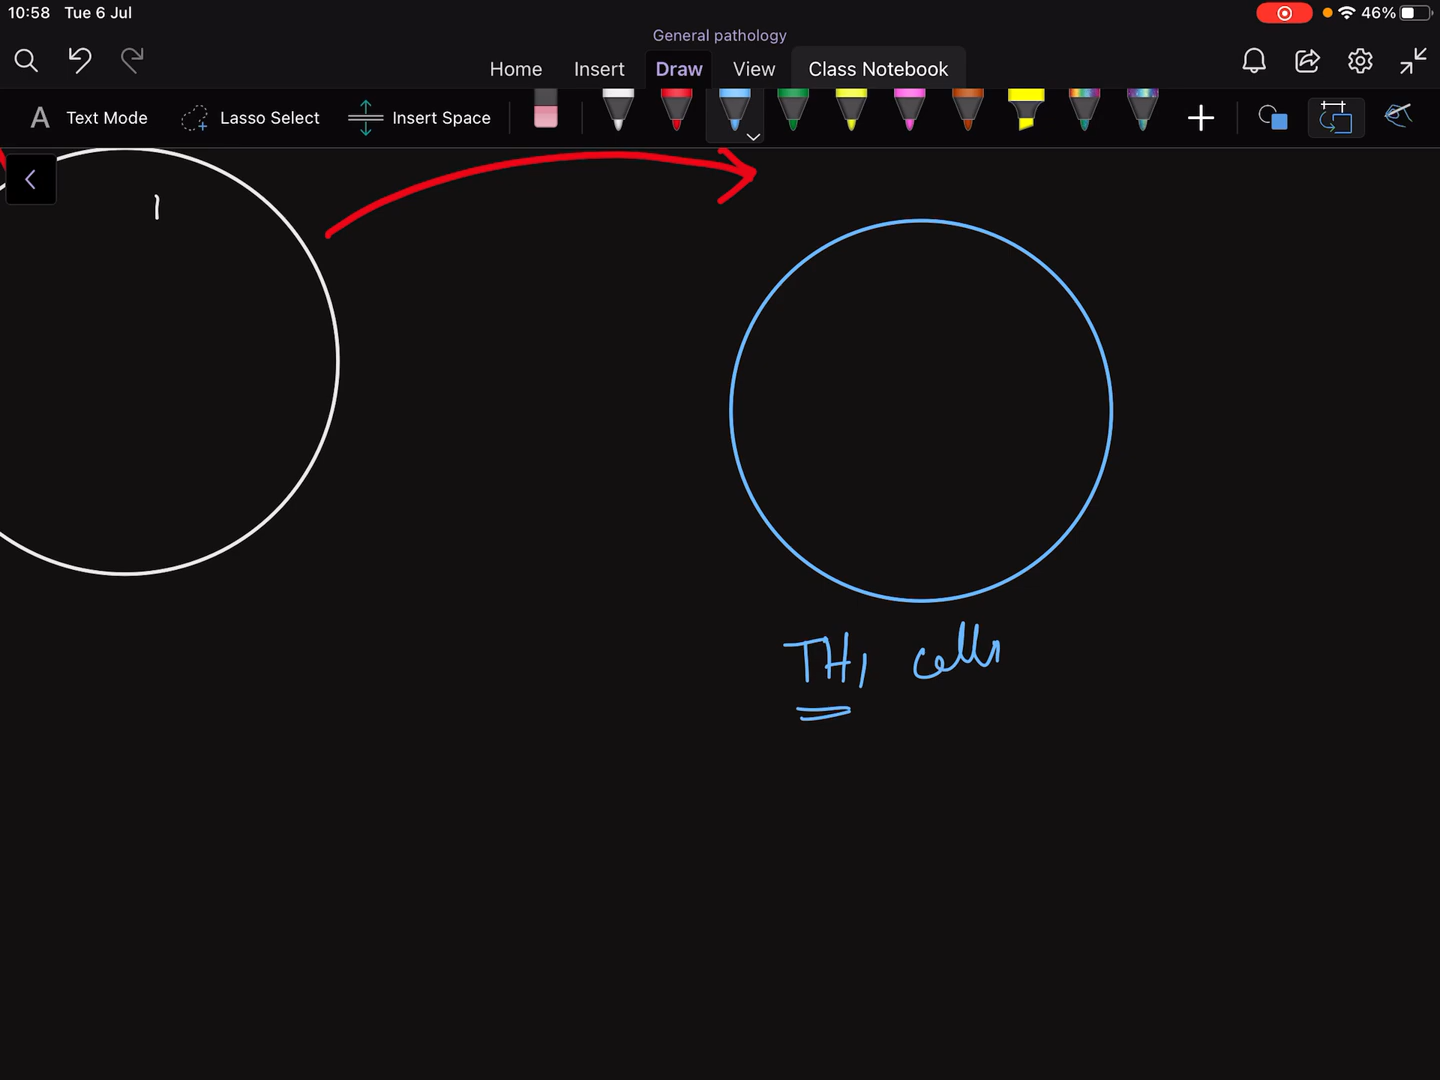 10:58 Tue 6 Jul 46%
General pathology
Home Insert Draw View Class Notebook
A Text Mode Lasso Select Insert Space
TH1 cells